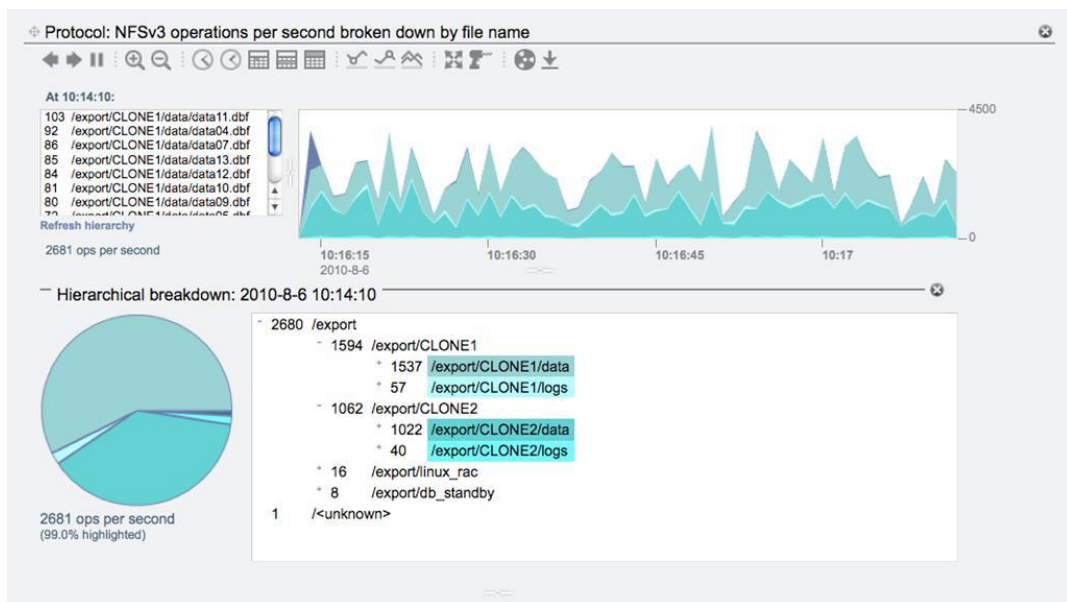 Protocol: NFSv3 operations per second broken down by file name
At 10:14:10:
103 /export/CLONE1/data/data11.dbf
92 /export/CLONE1/data/data04.dbf
86 /export/CLONE1/data/data07.dbf
85 /export/CLONE1/data/data13.dbf
84 /export/CLONE1/data/data12.dbf
81 /export/CLONE1/data/data10.dbf
80 /export/CLONE1/data/data09.dbf
Refresh hierarchy
2681 ops per second
4500
0
10:16:15 10:16:30 10:16:45 10:17
2010-8-6
Hierarchical breakdown: 2010-8-6 10:14:10
2680 /export
1594 /export/CLONE1
1537 /export/CLONE1/data
57 /export/CLONE1/logs
1062 /export/CLONE2
1022 /export/CLONE2/data
40 /export/CLONE2/logs
16 /export/linux_rac
8 /export/db_standby
1 /<unknown>
2681 ops per second
(99.0% highlighted)